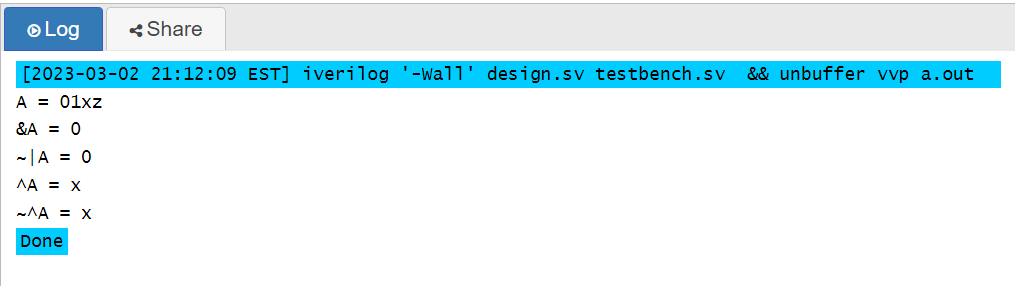 Log
Share
[2023-03-02 21:12:09 EST] iverilog '-Wall' design.sv testbench.sv  && unbuffer vvp a.out
A = 01xz
&A = 0
~|A = 0
^A = x
~^A = x
Done